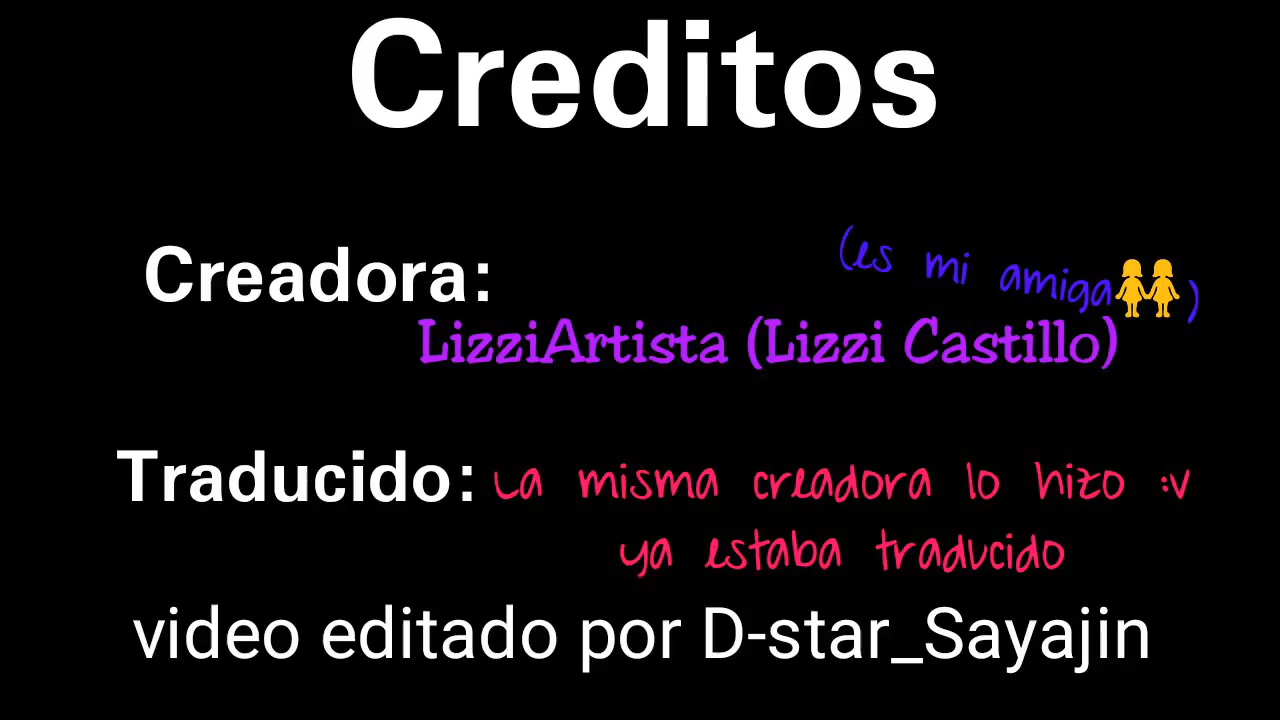 Creditos
Creadora:
(es mi amiga👭)
LizziArtista (Lizzi Castillo)
Traducido: La misma creadora lo hizo :v
ya estaba traducido
video editado por D-star_Sayajin